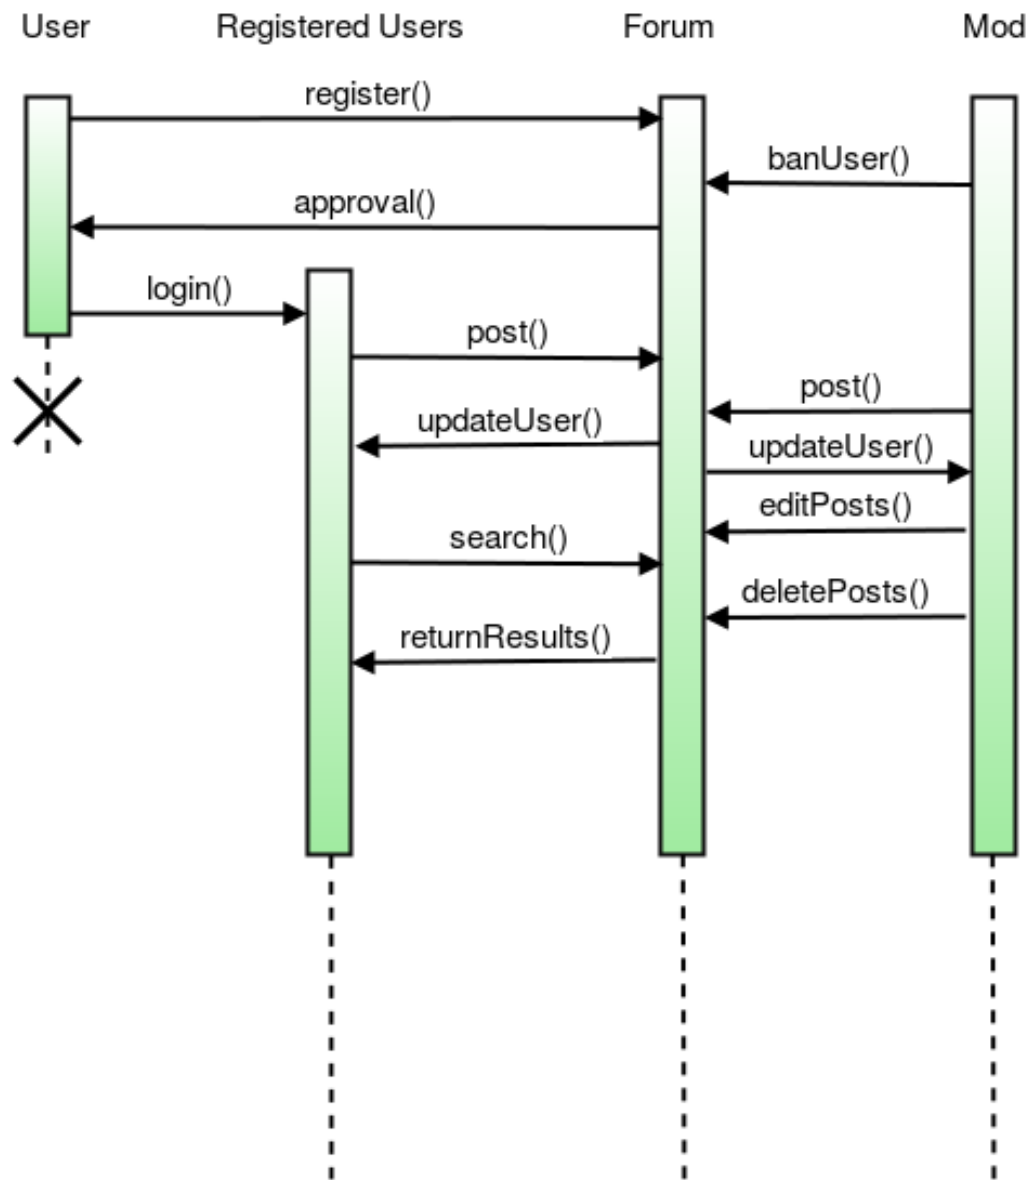 User Registered Users Forum Mod
register()
banUser()
approval()
login()
post()
post()
updateUser()
updateUser()
editPosts()
search()
deletePosts()
returnResults()